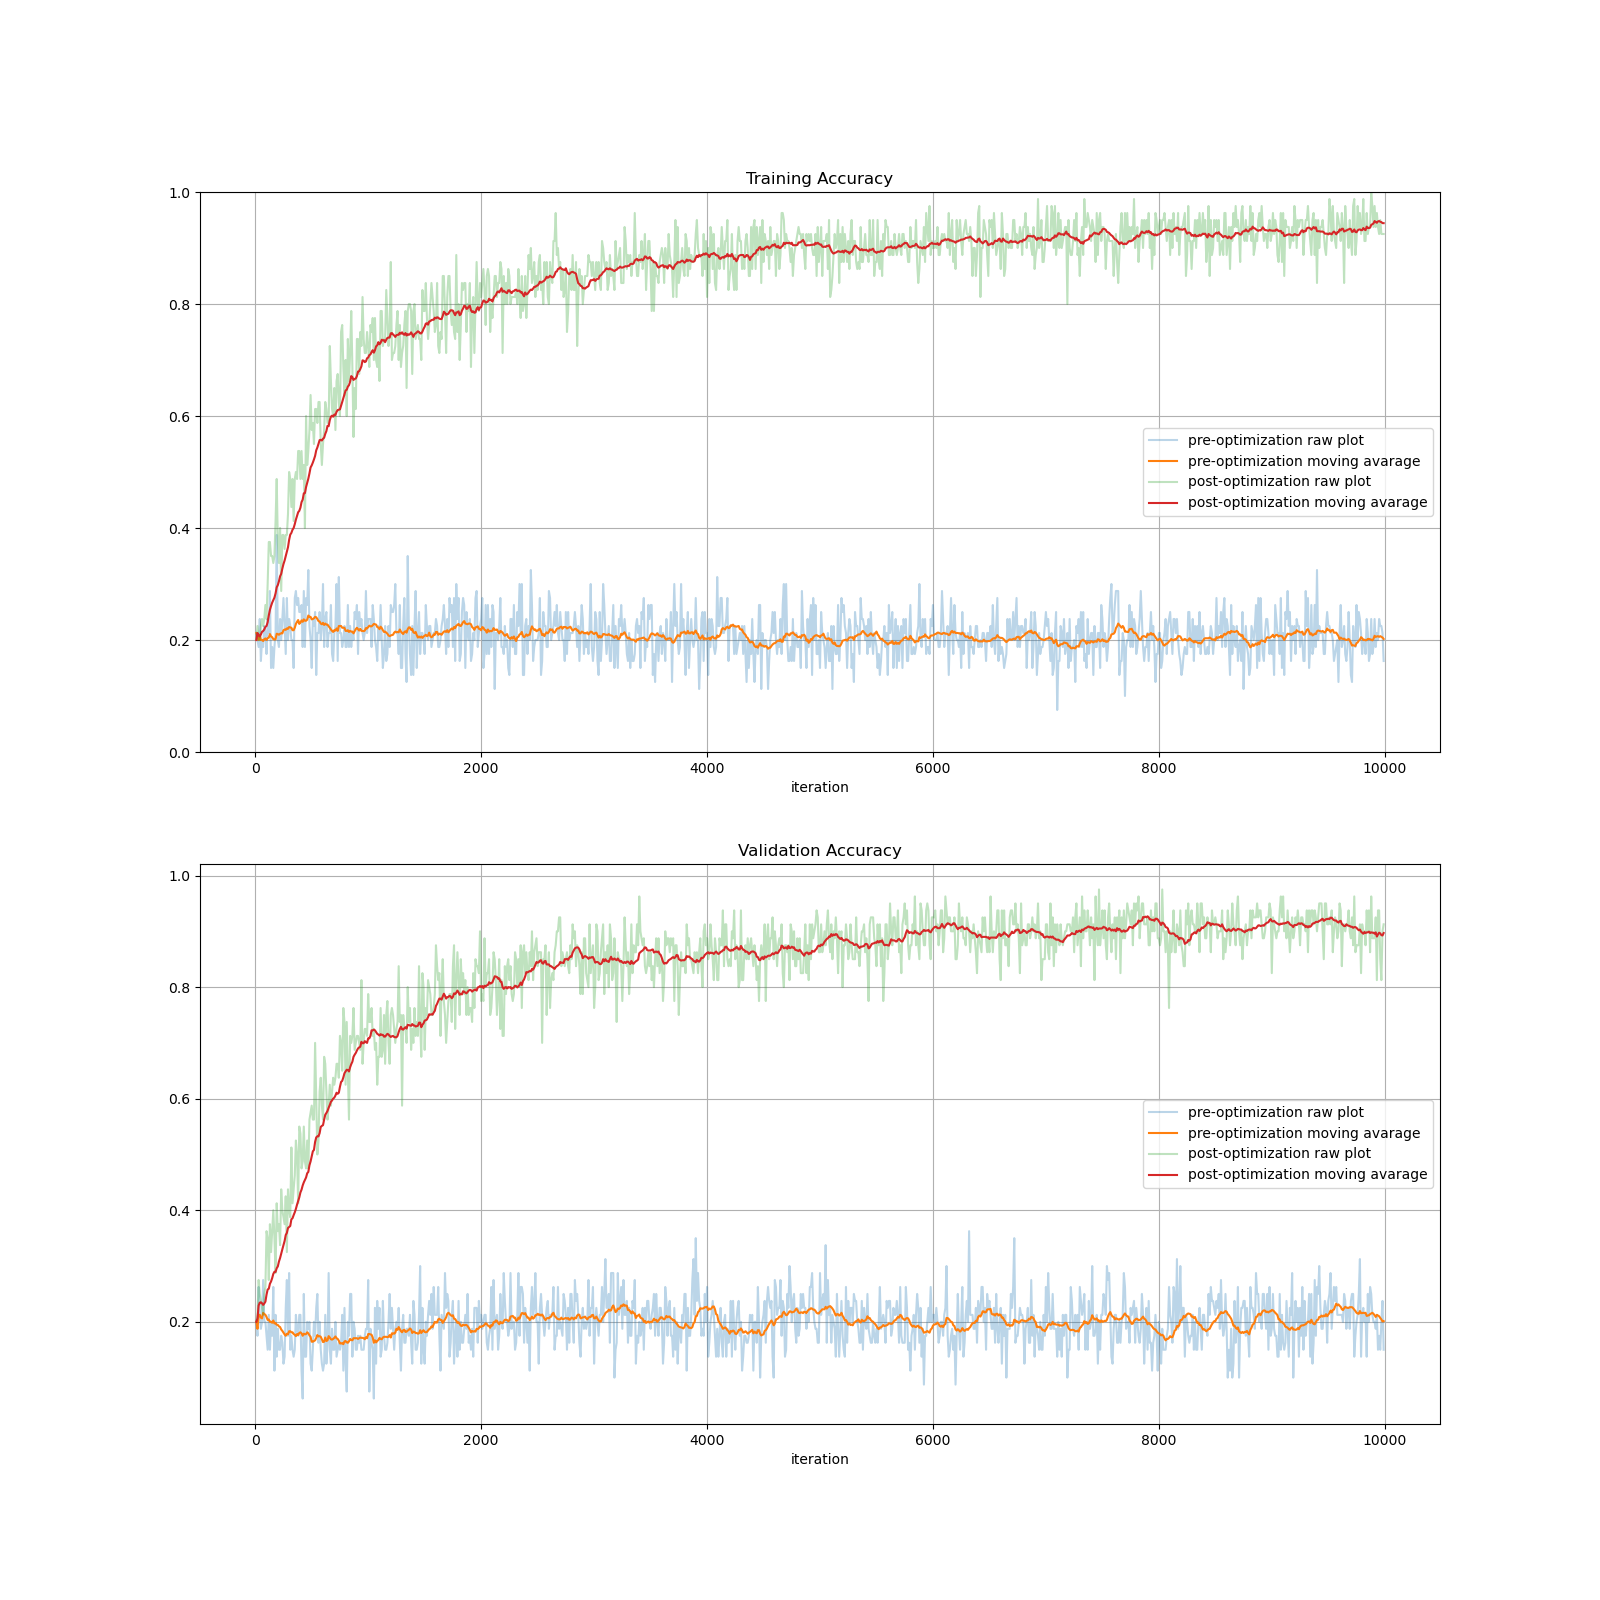 Training Accuracy
1.0
0.8
0.6
0.4
0.2
0.0
pre-optimization raw plot
pre-optimization moving avarage
post-optimization raw plot
post-optimization moving avarage
0 2000 4000 6000 8000 10000
iteration
Validation Accuracy
1.0
0.8
0.6
0.4
0.2
pre-optimization raw plot
pre-optimization moving avarage
post-optimization raw plot
post-optimization moving avarage
0 2000 4000 6000 8000 10000
iteration